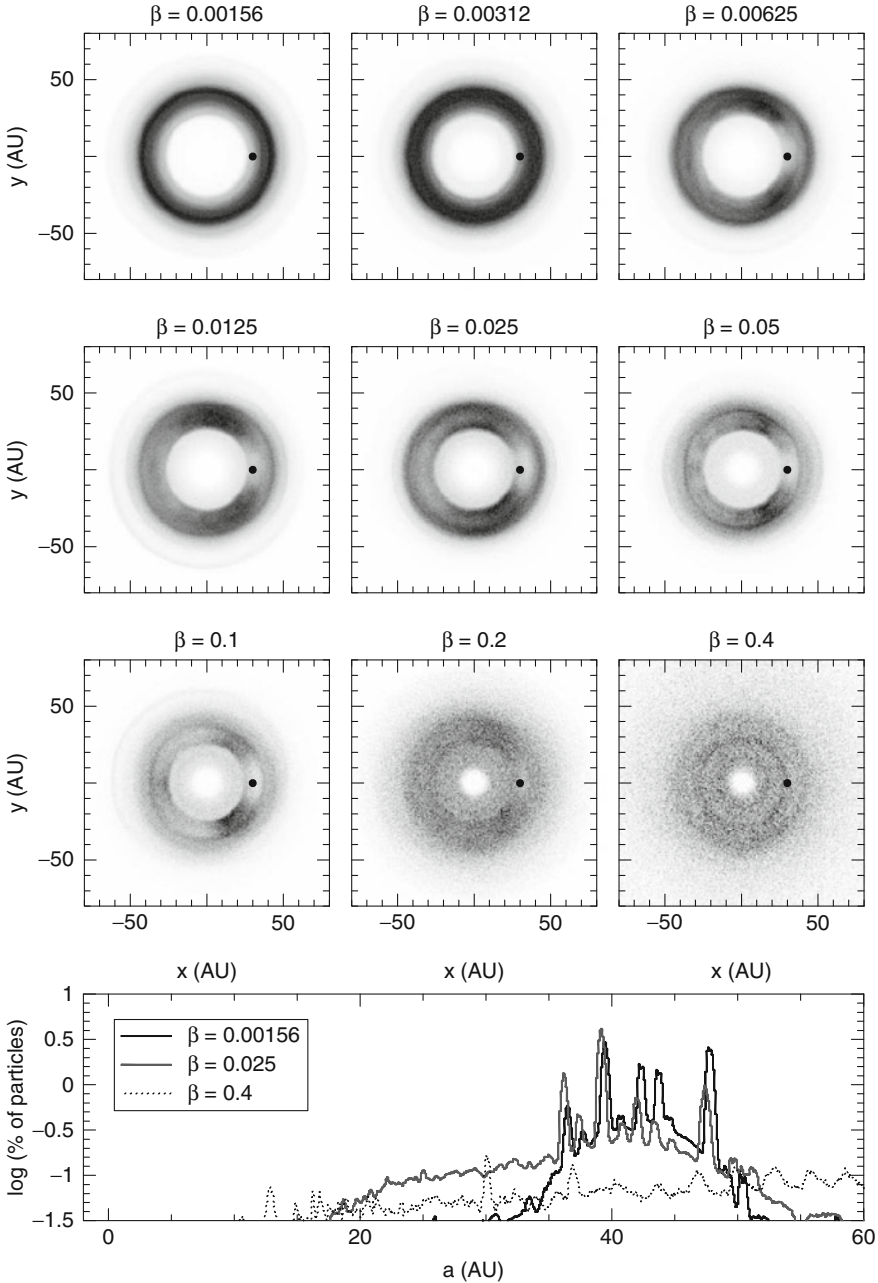 β = 0.00156 β = 0.00312 β = 0.00625
50
y (AU)
−50
β = 0.0125 β = 0.025 β = 0.05
50
y (AU)
−50
β = 0.1 β = 0.2 β = 0.4
50
y (AU)
−50
−50 50 −50 50 −50 50
x (AU) x (AU) x (AU)
1
0.5
0
−0.5
−1
−1.5
log (% of particles)
β = 0.00156
β = 0.025
β = 0.4
0 20 40 60
a (AU)